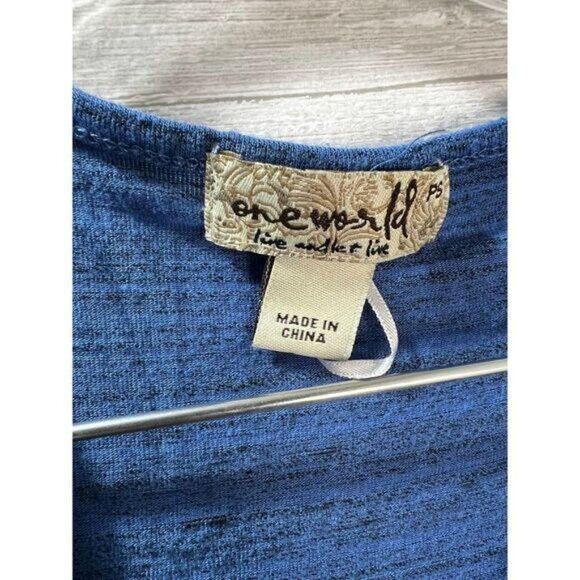 one world PS
live and let live
MADE IN
CHINA